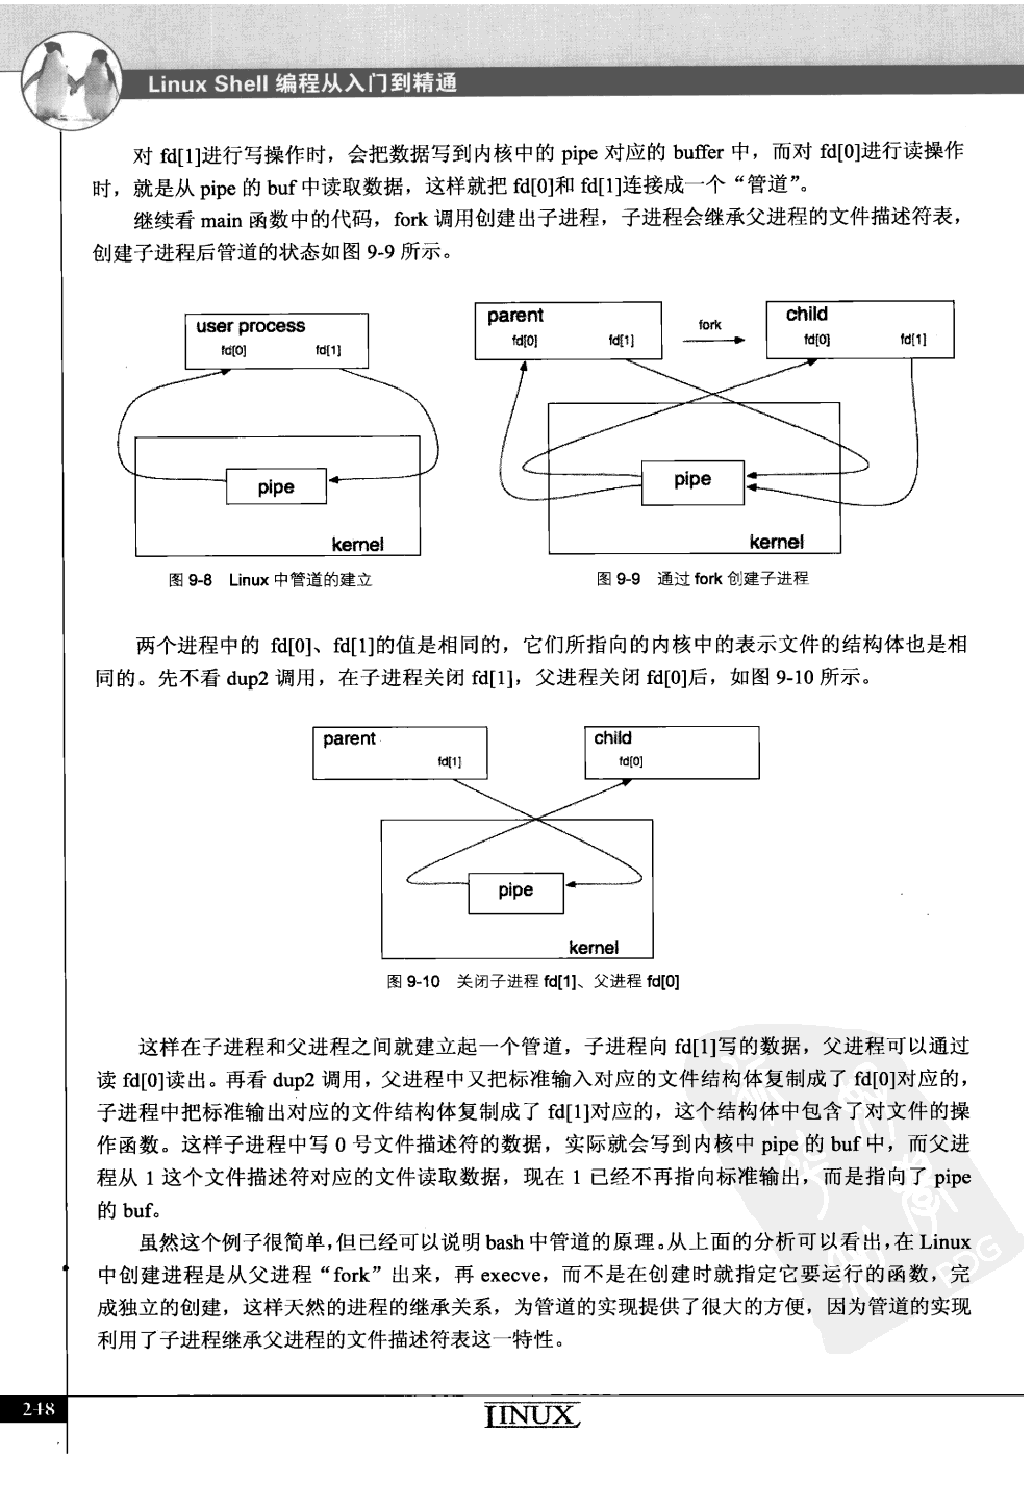 Linux Shell 编程从入门到精通
对 fd[1]进行写操作时，会把数据写到内核中的 pipe 对应的 buffer 中，而对 fd[0]进行读操作
时，就是从 pipe 的 buf 中读取数据，这样就把 fd[0]和 fd[1]连接成一个“管道”。
继续看 main 函数中的代码，fork 调用创建出子进程，子进程会继承父进程的文件描述符表，
创建子进程后管道的状态如图 9-9 所示。
user process
fd[0] fd[1]
pipe
kernel
图 9-8 Linux 中管道的建立
parent
fd[0] fd[1]
fork
child
fd[0] fd[1]
pipe
kernel
图 9-9 通过 fork 创建子进程
两个进程中的 fd[0]、fd[1]的值是相同的，它们所指向的内核中的表示文件的结构体也是相
同的。先不看 dup2 调用，在子进程关闭 fd[1]，父进程关闭 fd[0]后，如图 9-10 所示。
parent
fd[1]
child
fd[0]
pipe
kernel
图 9-10 关闭子进程 fd[1]、父进程 fd[0]
这样在子进程和父进程之间就建立起一个管道，子进程向 fd[1]写的数据，父进程可以通过
读 fd[0]读出。再看 dup2 调用，父进程中又把标准输入对应的文件结构体复制成了 fd[0]对应的，
子进程中把标准输出对应的文件结构体复制成了 fd[1]对应的，这个结构体中包含了对文件的操
作函数。这样子进程中写 0 号文件描述符的数据，实际就会写到内核中 pipe 的 buf 中，而父进
程从 1 这个文件描述符对应的文件读取数据，现在 1 已经不再指向标准输出，而是指向了 pipe
的 buf。
虽然这个例子很简单，但已经可以说明 bash 中管道的原理。从上面的分析可以看出，在 Linux
中创建进程是从父进程“fork”出来，再 execve，而不是在创建时就指定它要运行的函数，完
成独立的创建，这样天然的进程的继承关系，为管道的实现提供了很大的方便，因为管道的实现
利用了子进程继承父进程的文件描述符表这一特性。
PDG
248
LINUX